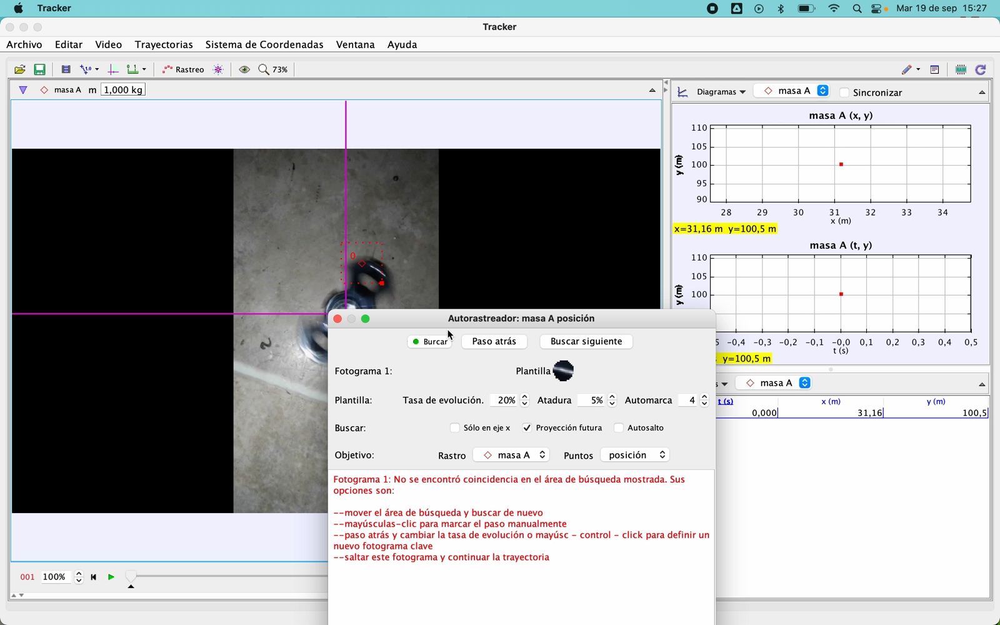 Tracker
Mar 19 de sep 15:27
Tracker
Archivo Editar Video Trayectorias Sistema de Coordenadas Ventana Ayuda
Rastreo 73%
masa A m 1,000 kg
Diagramas masa A Sincronizar
masa A (x, y)
110
105
100
95
90
y (m)
28 29 30 31 32 33 34
x (m)
x=31,16 m y=100,5 m
masa A (t, y)
110
105
100
y (m)
5 -0,4 -0,3 -0,2 -0,1 -0,0 0,1 0,2 0,3 0,4 0,5
t (s)
y=100,5 m
0
2
masa A
t (s) x (m) y (m)
0,000 31,16 100,5
Autorastreador: masa A posición
Burcar Paso atrás Buscar siguiente
Fotograma 1: Plantilla
Plantilla: Tasa de evolución. 20% Atadura 5% Automarca 4
Buscar: Sólo en eje x Proyección futura Autosalto
Objetivo: Rastro masa A Puntos posición
Fotograma 1: No se encontró coincidencia en el área de búsqueda mostrada. Sus
opciones son:
--mover el área de búsqueda y buscar de nuevo
--mayúsculas-clic para marcar el paso manualmente
--paso atrás y cambiar la tasa de evolución o mayúsc - control - click para definir un
nuevo fotograma clave
--saltar este fotograma y continuar la trayectoria
001 100%